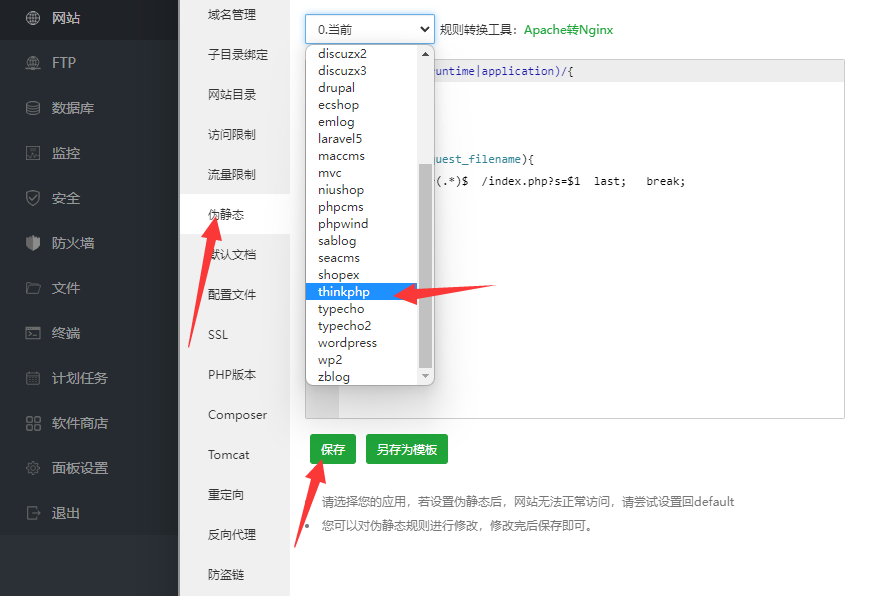 网站
FTP
数据库
监控
安全
防火墙
文件
终端
计划任务
软件商店
面板设置
退出
域名管理
子目录绑定
网站目录
访问限制
流量限制
伪静态
默认文档
配置文件
SSL
PHP版本
Composer
Tomcat
重定向
反向代理
防盗链
0.当前
规则转换工具：Apache转Nginx
discuzx2
discuzx3
drupal
ecshop
emlog
laravel5
maccms
mvc
niushop
phpcms
phpwind
sablog
seacms
shopex
thinkphp
typecho
typecho2
wordpress
wp2
zblog
untime|application)/{
uest_filename){
(.*)$ /index.php?s=$1 last; break;
保存
另存为模板
请选择您的应用，若设置伪静态后，网站无法正常访问，请尝试设置回default
您可以对伪静态规则进行修改，修改完后保存即可。